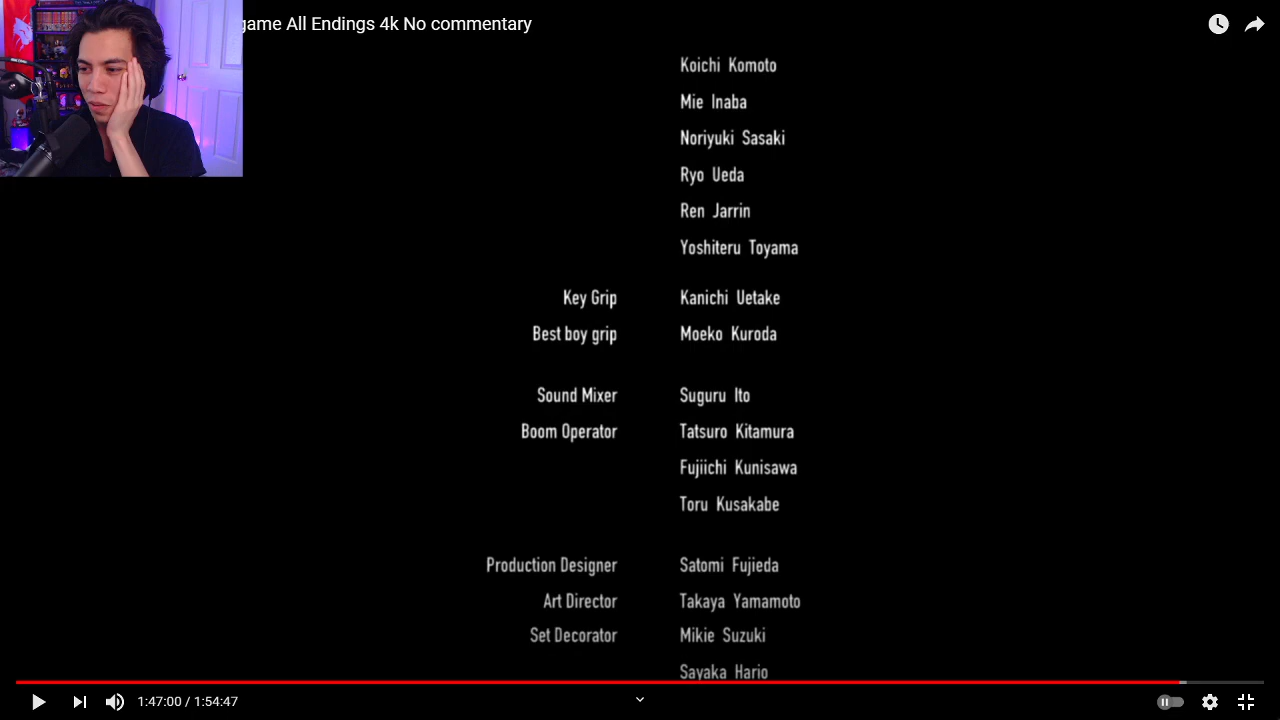 game All Endings 4k No commentary
Koichi Komoto
Mie Inaba
Noriyuki Sasaki
Ryo Ueda
Ren Jarrin
Yoshiteru Toyama
Key Grip Kanichi Uetake
Best boy grip Moeko Kuroda
Sound Mixer Suguru Ito
Boom Operator Tatsuro Kitamura
Fujiichi Kunisawa
Toru Kusakabe
Production Designer Satomi Fujieda
Art Director Takaya Yamamoto
Set Decorator Mikie Suzuki
Sayaka Hario
1:47:00 / 1:54:47